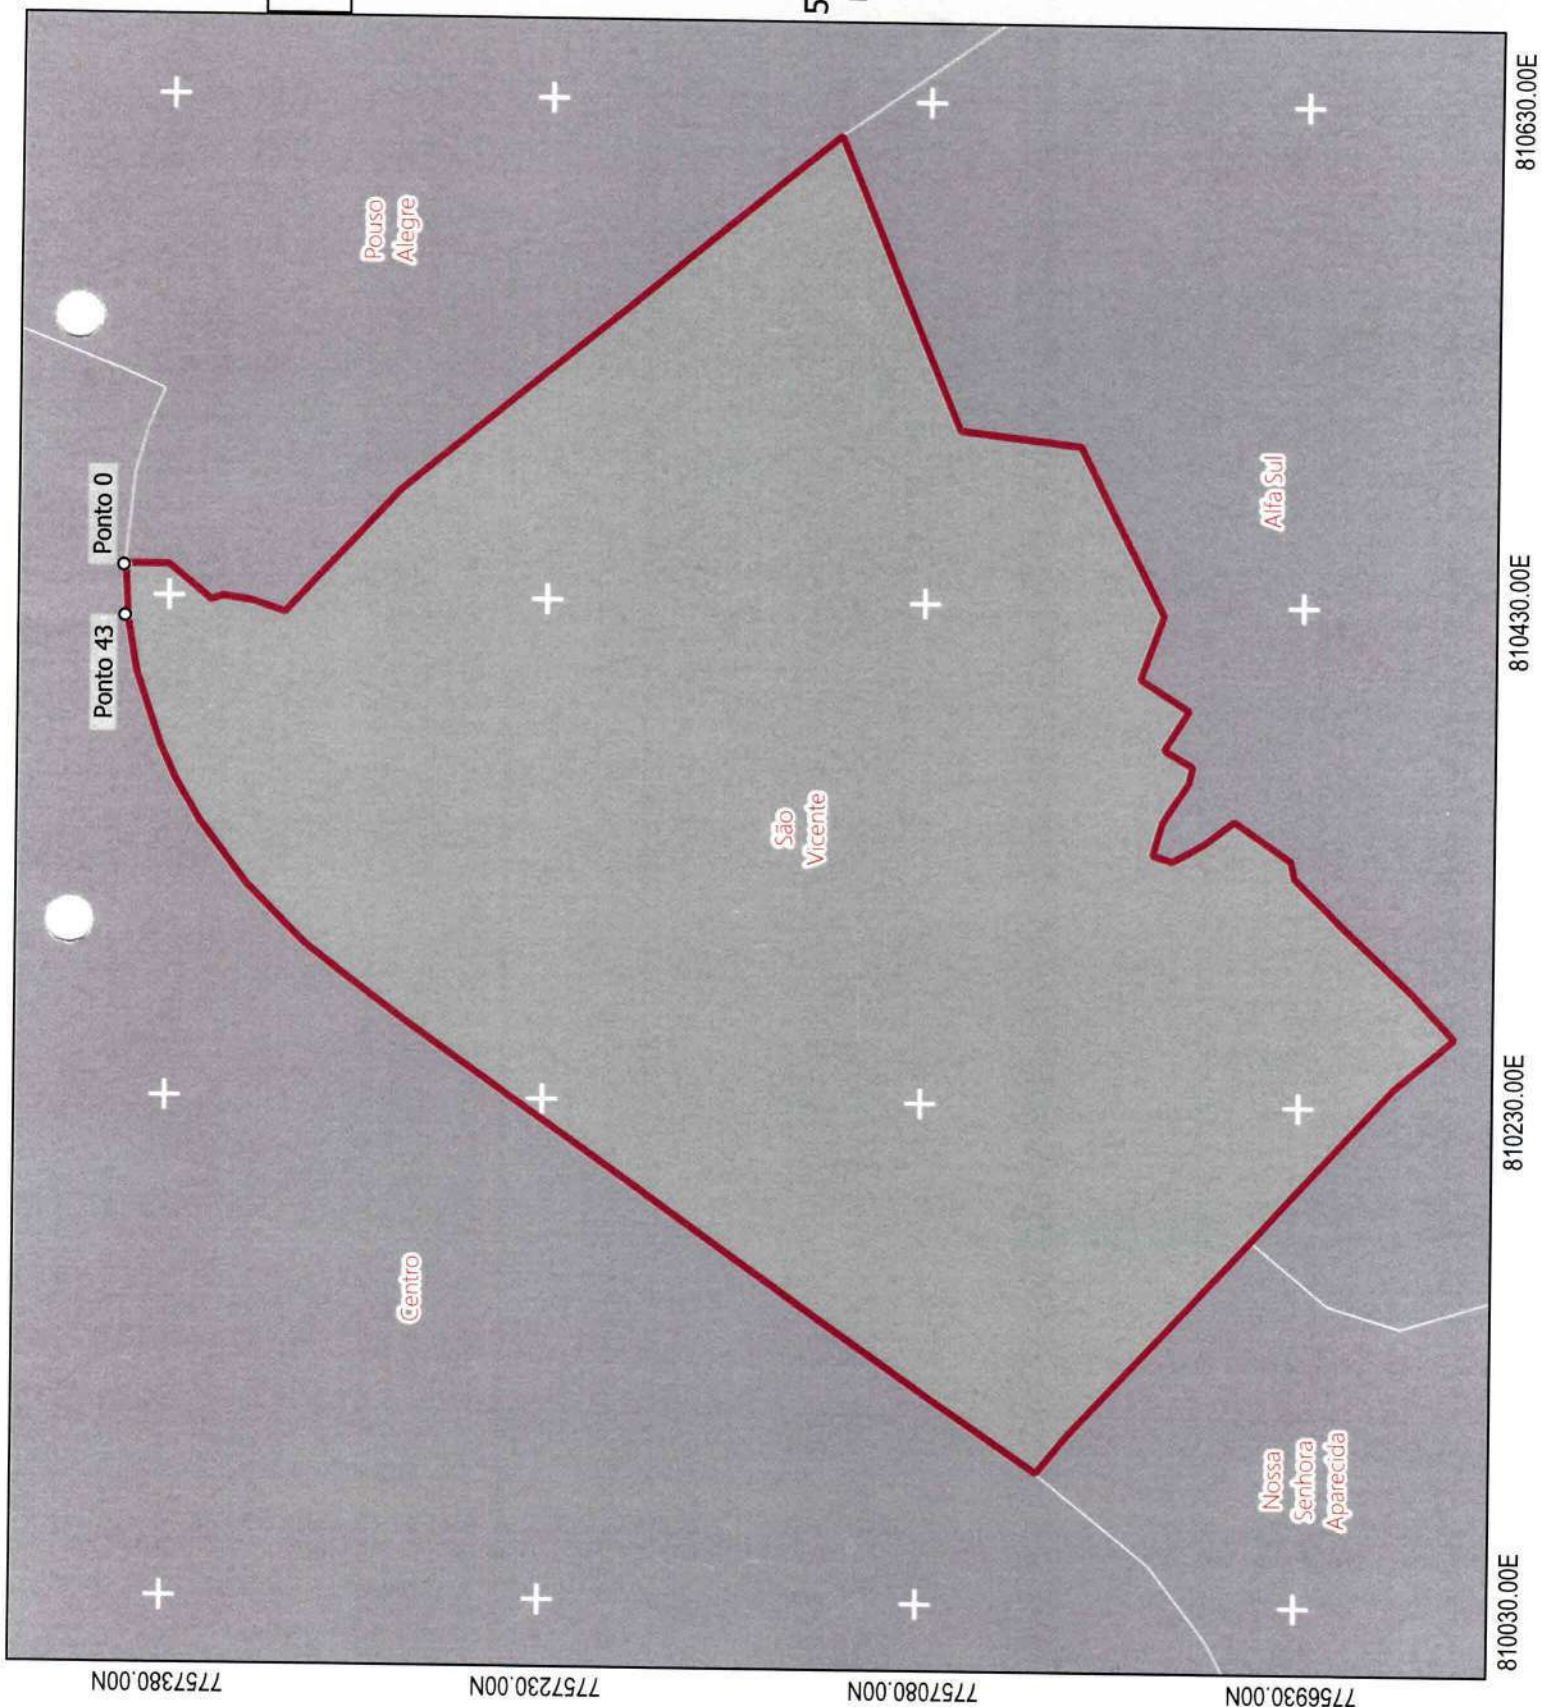 Ponto 43
Ponto 0
Pouso
Alegre
Centro
São
Vicente
Alfa Sul
Nossa
Senhora
Aparecida
7757380.00N
7757230.00N
7757080.00N
7756930.00N
810030.00E
810230.00E
810430.00E
810630.00E
5